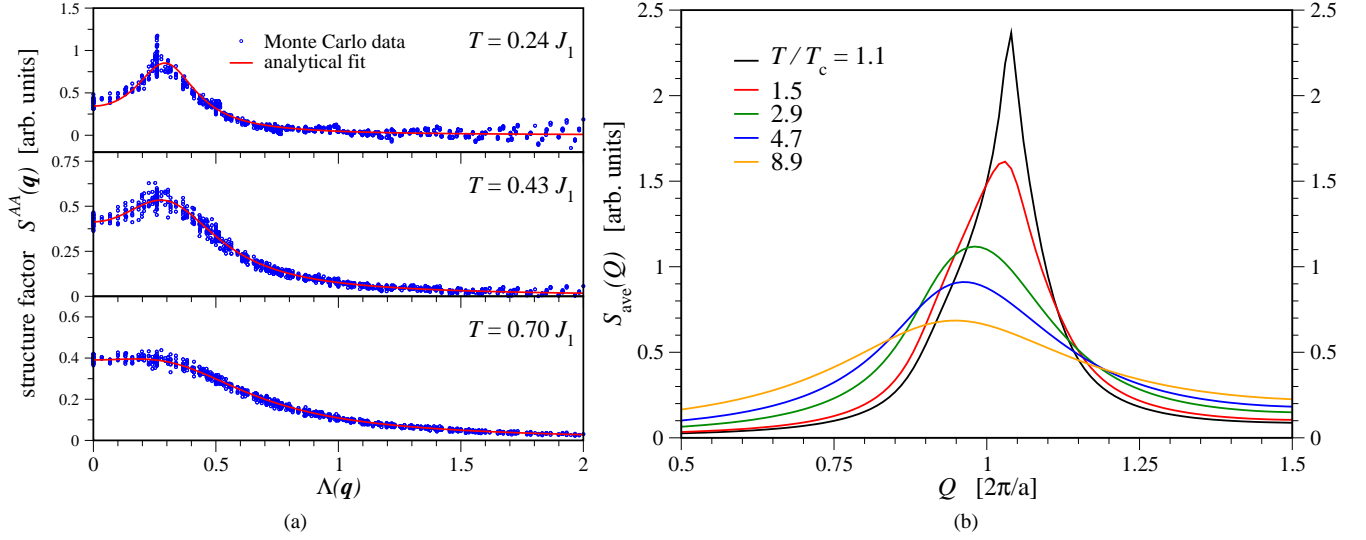 structure factor S^{AA}(q) [arb. units]
1.5
1
0.5
0
Monte Carlo data
analytical fit
T = 0.24 J_1
0.75
0.5
0.25
0
T = 0.43 J_1
0.6
0.4
0.2
0
T = 0.70 J_1
0 0.5 1 1.5 2
Λ(q)
(a)
2.5
2
1.5
1
0.5
0
T / T_c = 1.1
1.5
2.9
4.7
8.9
S_ave(Q) [arb. units]
2.5
2
1.5
1
0.5
0
0.5 0.75 1 1.25 1.5
Q [2π/a]
(b)